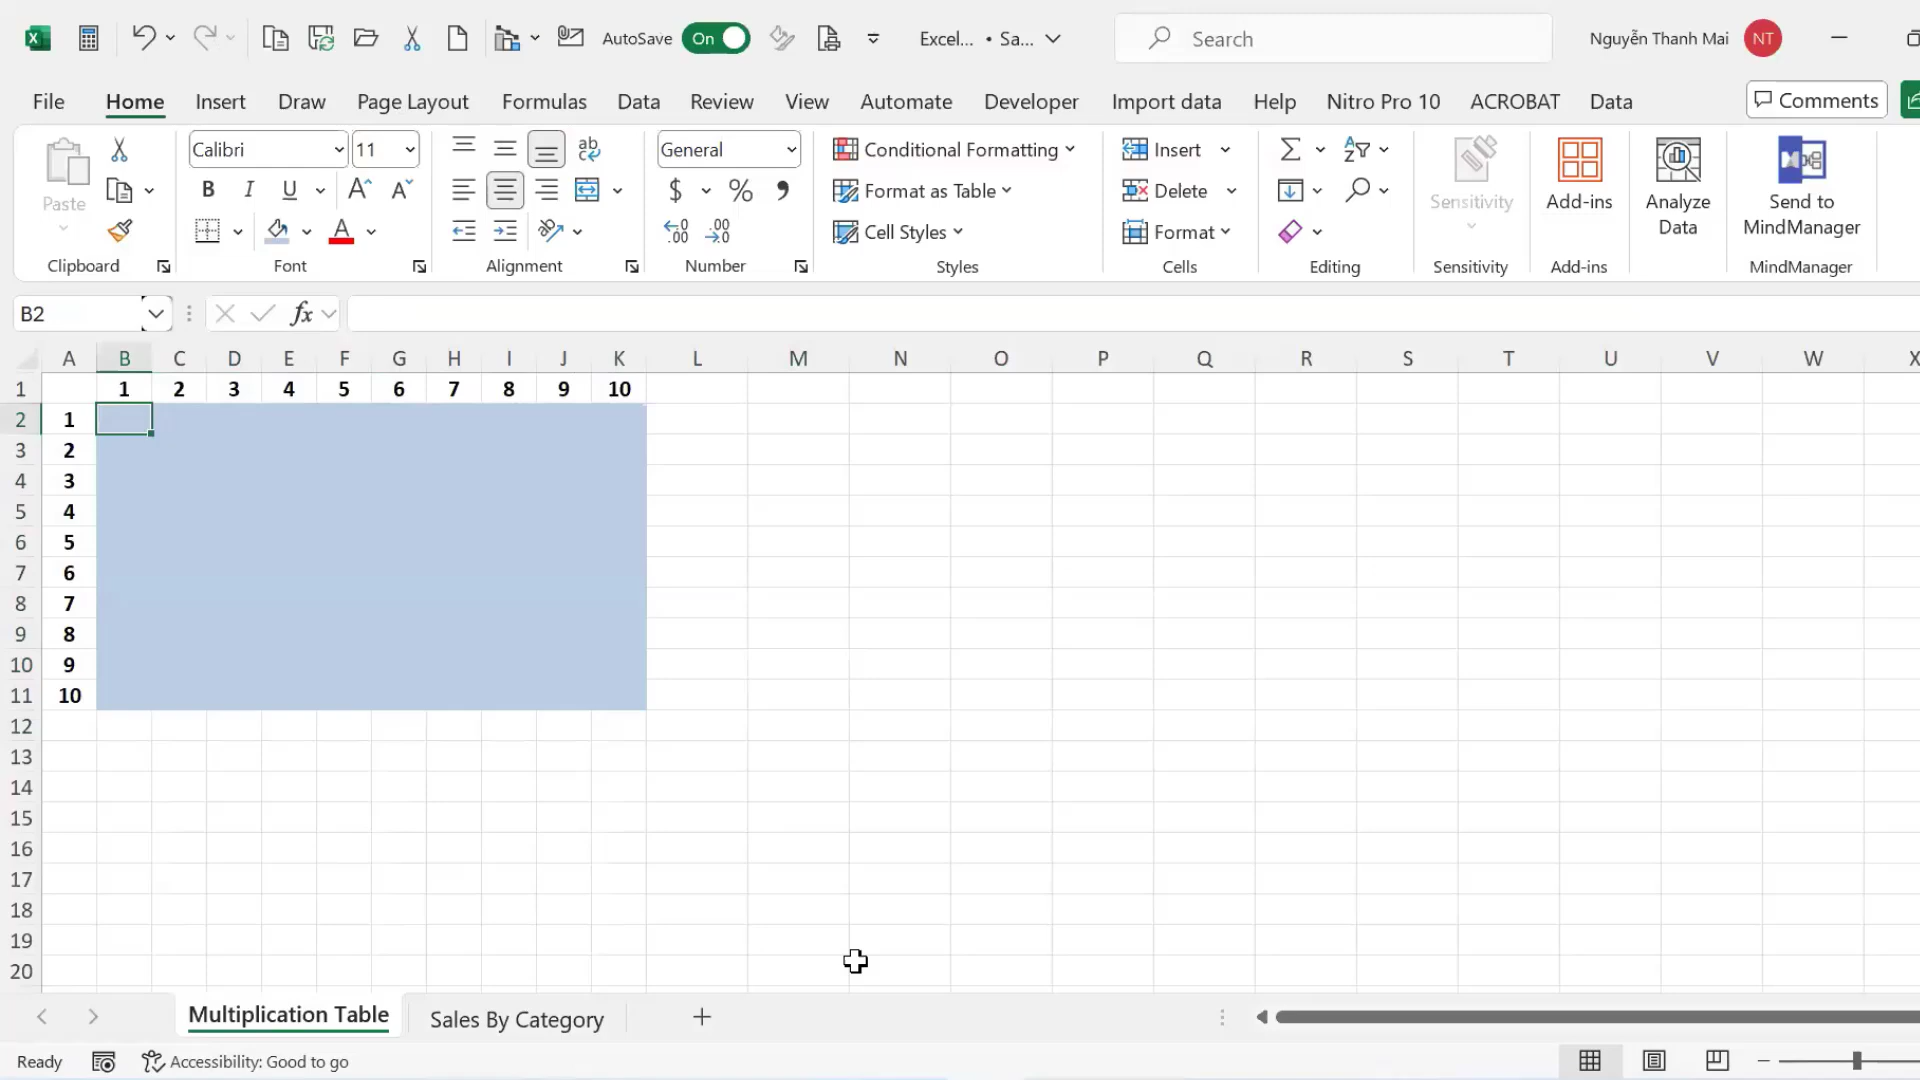 AutoSave On Excel... • Sa... Search Nguyễn Thanh Mai NT
File Home Insert Draw Page Layout Formulas Data Review View Automate Developer Import data Help Nitro Pro 10 ACROBAT Data Comments
Paste
Clipboard
Calibri 11
B I U A A
A
Font
ab
Alignment
General
$ % ,
.00 .00
Number
Conditional Formatting
Format as Table
Cell Styles
Styles
Insert
Delete
Format
Cells
Editing
Sensitivity
Sensitivity
Add-ins
Add-ins
Analyze
Data
Send to
MindManager
MindManager
B2 fx
A B C D E F G H I J K L M N O P Q R S T U V W X
1 1 2 3 4 5 6 7 8 9 10
2 1
3 2
4 3
5 4
6 5
7 6
8 7
9 8
10 9
11 10
12
13
14
15
16
17
18
19
20
Multiplication Table Sales By Category
Ready Accessibility: Good to go